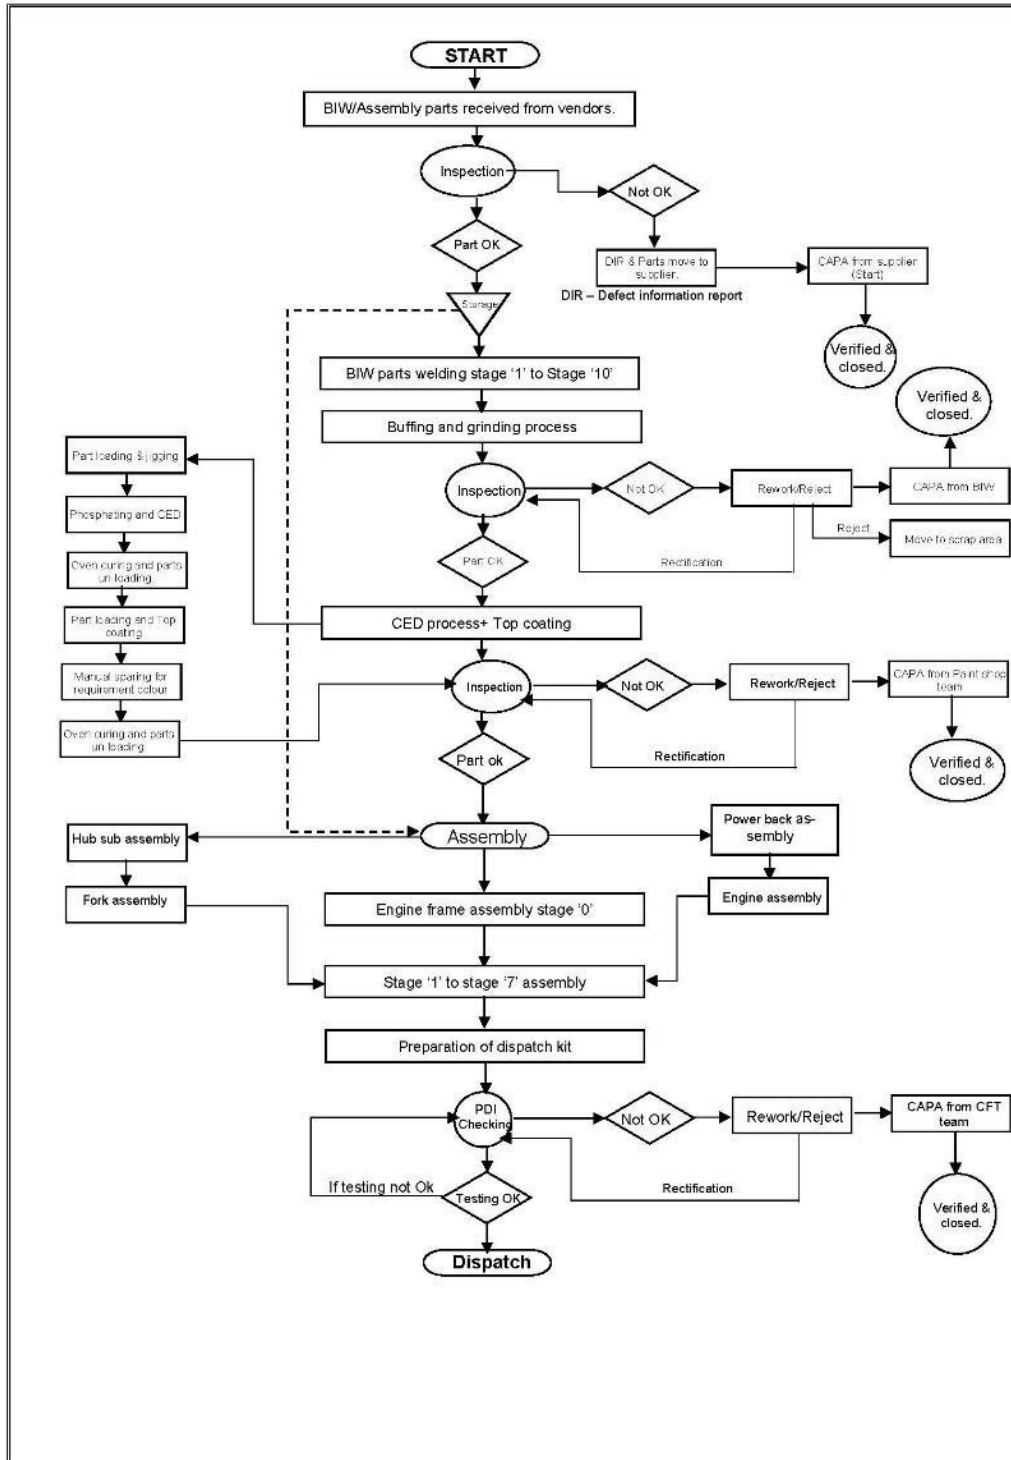 START
BIW/Assembly parts received from vendors.
Inspection
Not OK
Part OK
DIR & Parts move to
supplier.
CAPA from supplier
(Start)
DIR – Defect information report
Storage
Verified &
closed.
BIW parts welding stage ‘1’ to Stage ‘10’
Verified &
closed.
Buffing and grinding process
Part loading & jigging
Inspection
Not OK
Rework/Reject
CAPA from BIW
Phosphating and CED
Reject
Move to scrap area
Oven curing and parts
un loading.
Part OK
Rectification
Part loading and Top
coating
CED process+ Top coating
Manual sparing for
requirement colour
Inspection
Not OK
Rework/Reject
CAPA from Paint shop
team
Oven curing and parts
un loading
Part ok
Rectification
Verified &
closed.
Hub sub assembly
Assembly
Power back as-
sembly
Fork assembly
Engine frame assembly stage ‘0’
Engine assembly
Stage ‘1’ to stage ‘7’ assembly
Preparation of dispatch kit
PDI
Checking
Not OK
Rework/Reject
CAPA from CFT
team
If testing not Ok
Testing OK
Rectification
Verified &
closed.
Dispatch